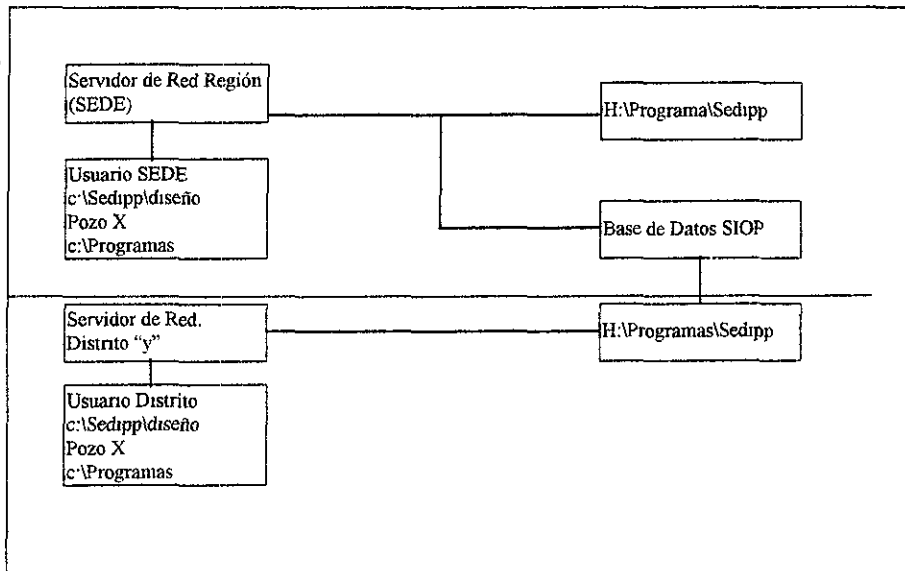 Servidor de Red Región
(SEDE)
H:\Programa\Sedipp
Usuario SEDE
c:\Sedipp\diseño
Pozo X
c:\Programas
Base de Datos SIOP
Servidor de Red.
Distrito “y”
H:\Programas\Sedipp
Usuario Distrito
c:\Sedipp\diseño
Pozo X
c:\Programas